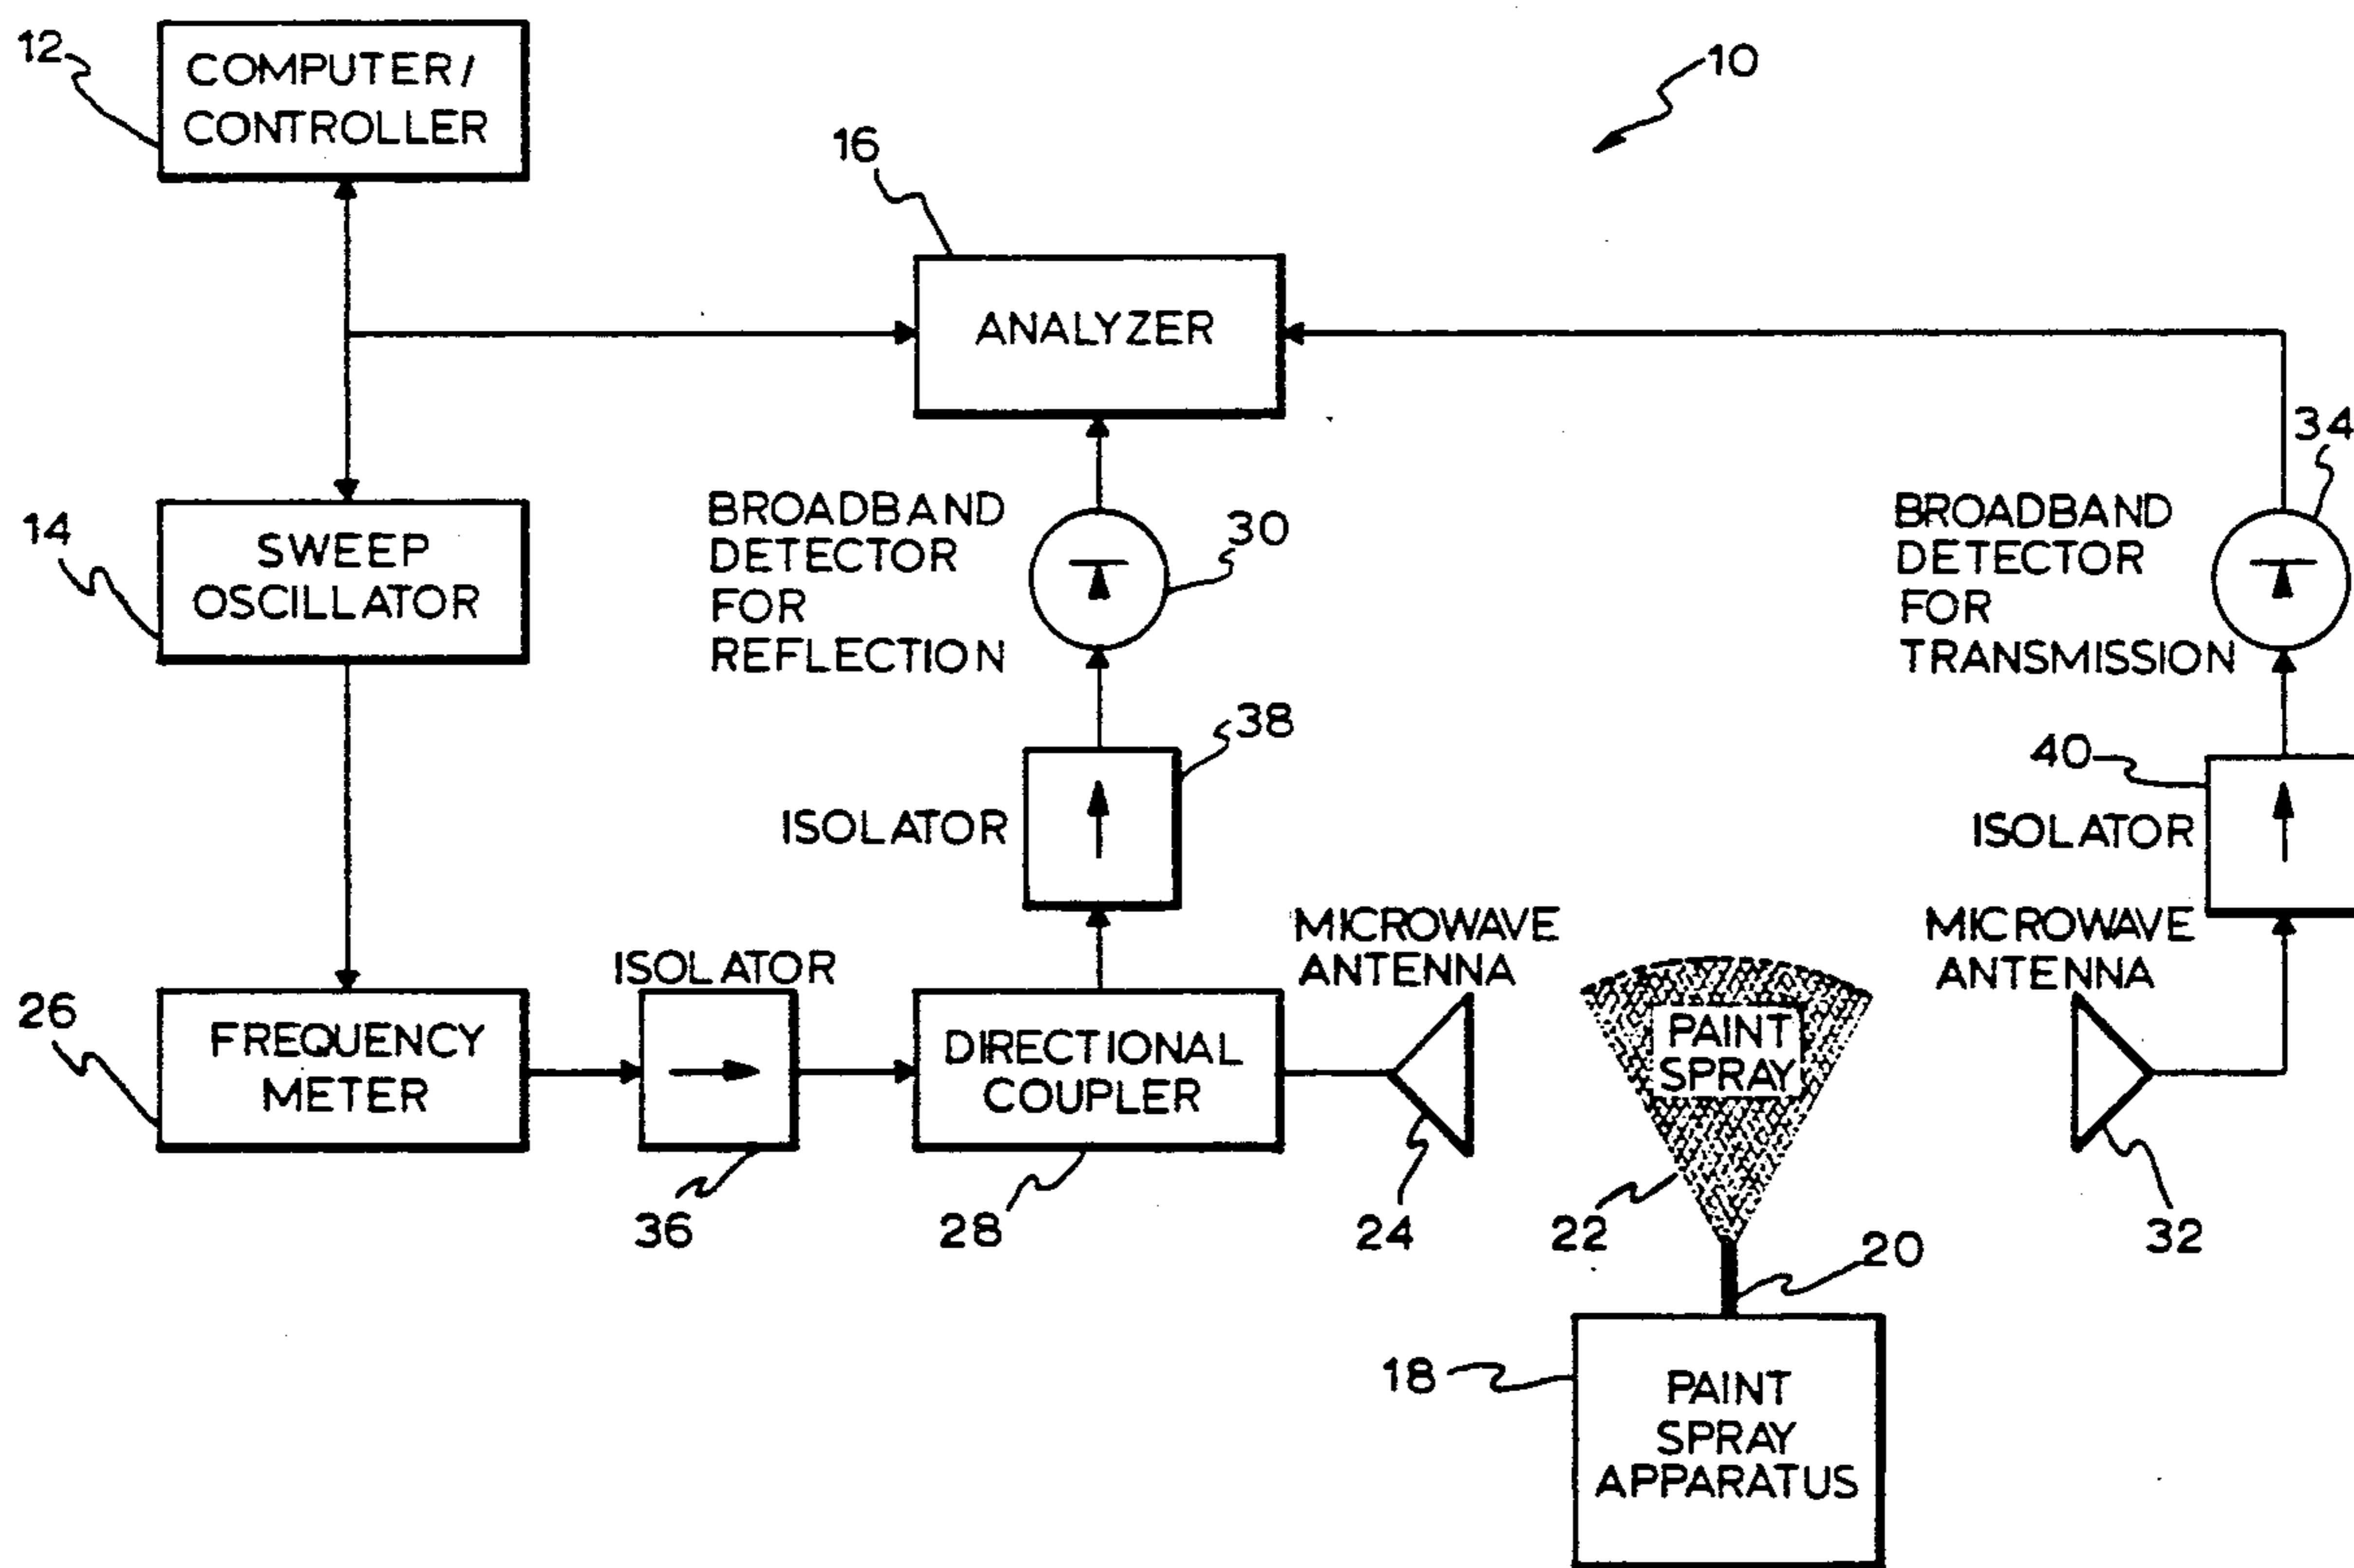 12
COMPUTER/
CONTROLLER
10
16
ANALYZER
34
14
SWEEP
OSCILLATOR
BROADBAND
DETECTOR
FOR
REFLECTION
30
BROADBAND
DETECTOR
FOR
TRANSMISSION
38
ISOLATOR
40
ISOLATOR
26
FREQUENCY
METER
ISOLATOR
36
DIRECTIONAL
COUPLER
28
MICROWAVE
ANTENNA
24
PAINT
SPRAY
22
20
MICROWAVE
ANTENNA
32
18
PAINT
SPRAY
APPARATUS